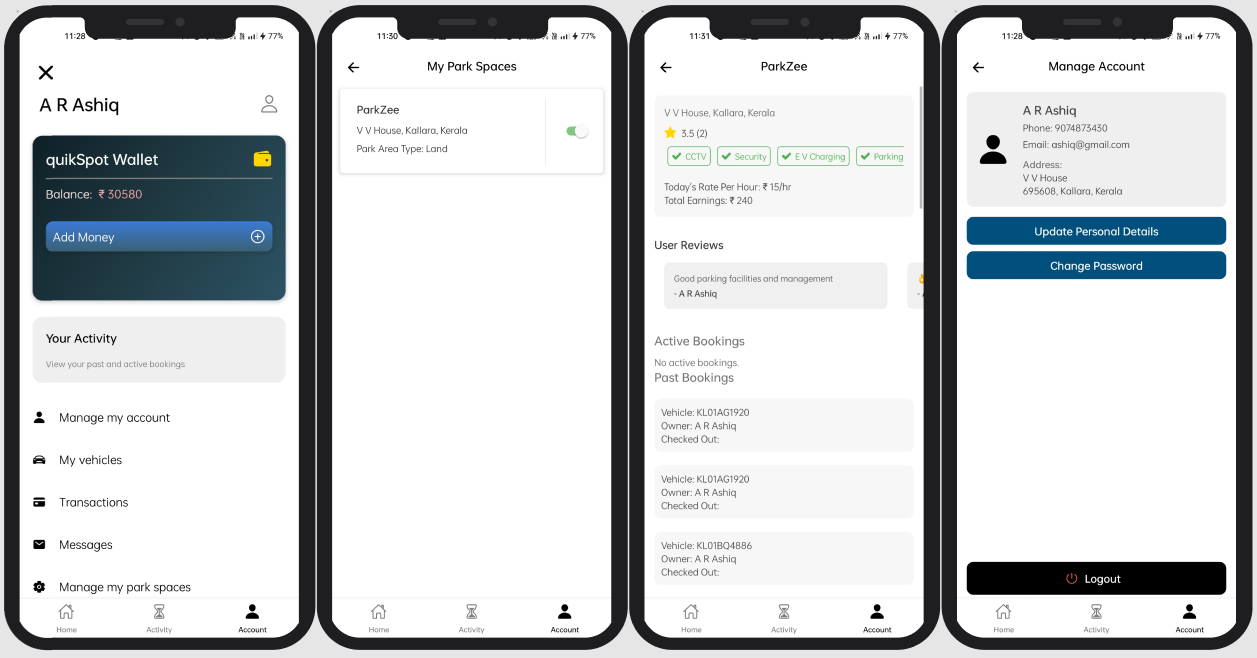 11:28
77%
A R Ashiq
quikSpot Wallet
Balance: ₹ 30580
Add Money
Your Activity
View your past and active bookings
Manage my account
My vehicles
Transactions
Messages
Manage my park spaces
Home Activity Account
11:30
77%
My Park Spaces
ParkZee
V V House, Kallara, Kerala
Park Area Type: Land
Home Activity Account
11:31
77%
ParkZee
V V House, Kallara, Kerala
3.5 (2)
CCTV Security E V Charging Parking
Today's Rate Per Hour: ₹ 15/hr
Total Earnings: ₹ 240
User Reviews
Good parking facilities and management
- A R Ashiq
Active Bookings
No active bookings.
Past Bookings
Vehicle: KL01AG1920
Owner: A R Ashiq
Checked Out:
Vehicle: KL01AG1920
Owner: A R Ashiq
Checked Out:
Vehicle: KL01BQ4886
Owner: A R Ashiq
Checked Out:
Home Activity Account
11:28
77%
Manage Account
A R Ashiq
Phone: 9074873430
Email: ashiq@gmail.com
Address:
V V House
695608, Kallara, Kerala
Update Personal Details
Change Password
Logout
Home Activity Account